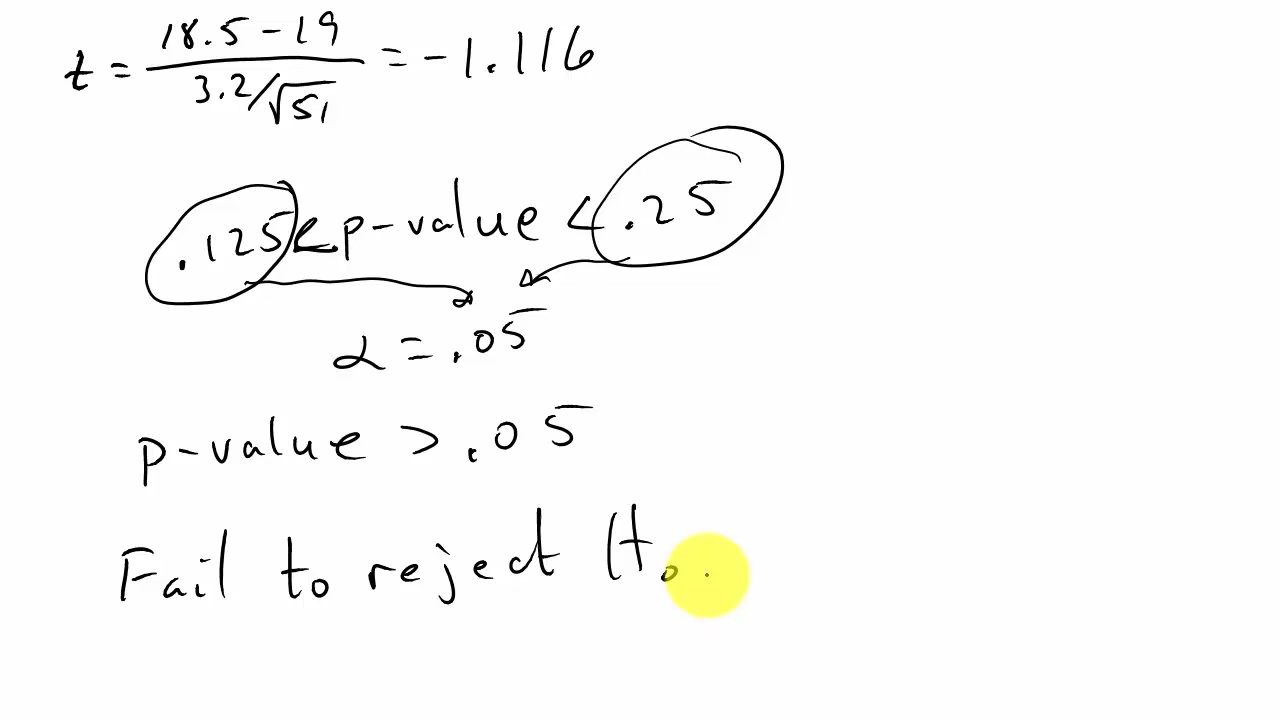 t = 18.5 - 19 / 3.2/√51 = -1.116
.125 < p-value < .25
α = .05
p-value > .05
Fail to reject H₀.